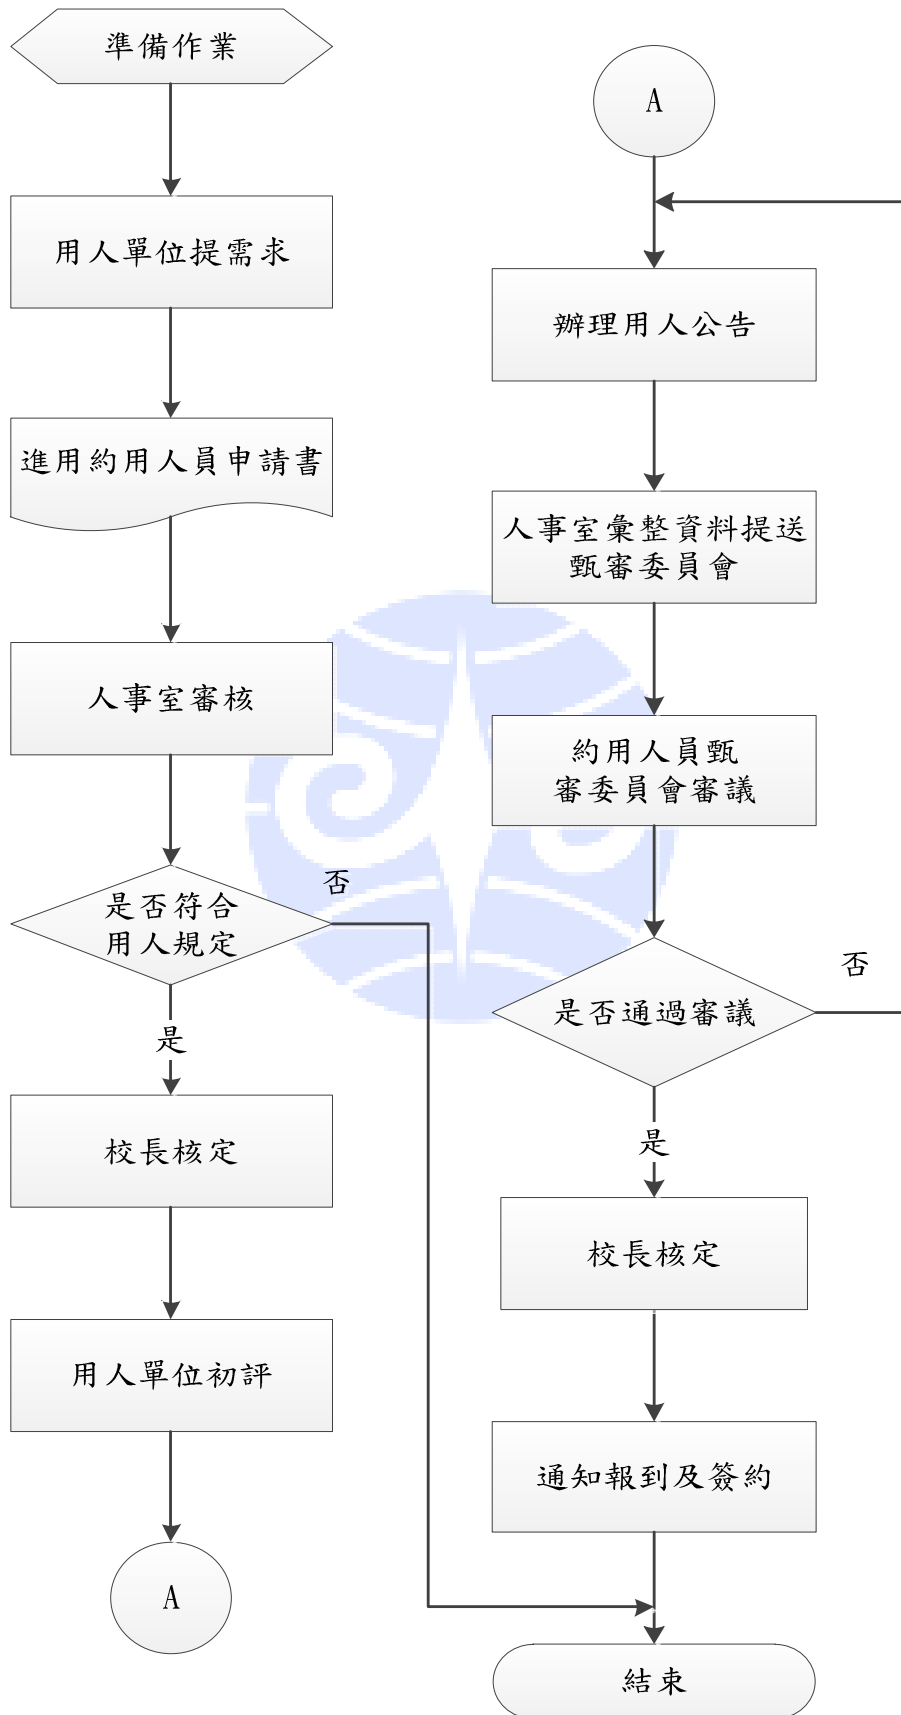 準備作業
用人單位提需求
進用約用人員申請書
人事室審核
是否符合
用人規定
否
是
校長核定
用人單位初評
A
A
辦理用人公告
人事室彙整資料提送
甄審委員會
約用人員甄
審委員會審議
是否通過審議
否
是
校長核定
通知報到及簽約
結束